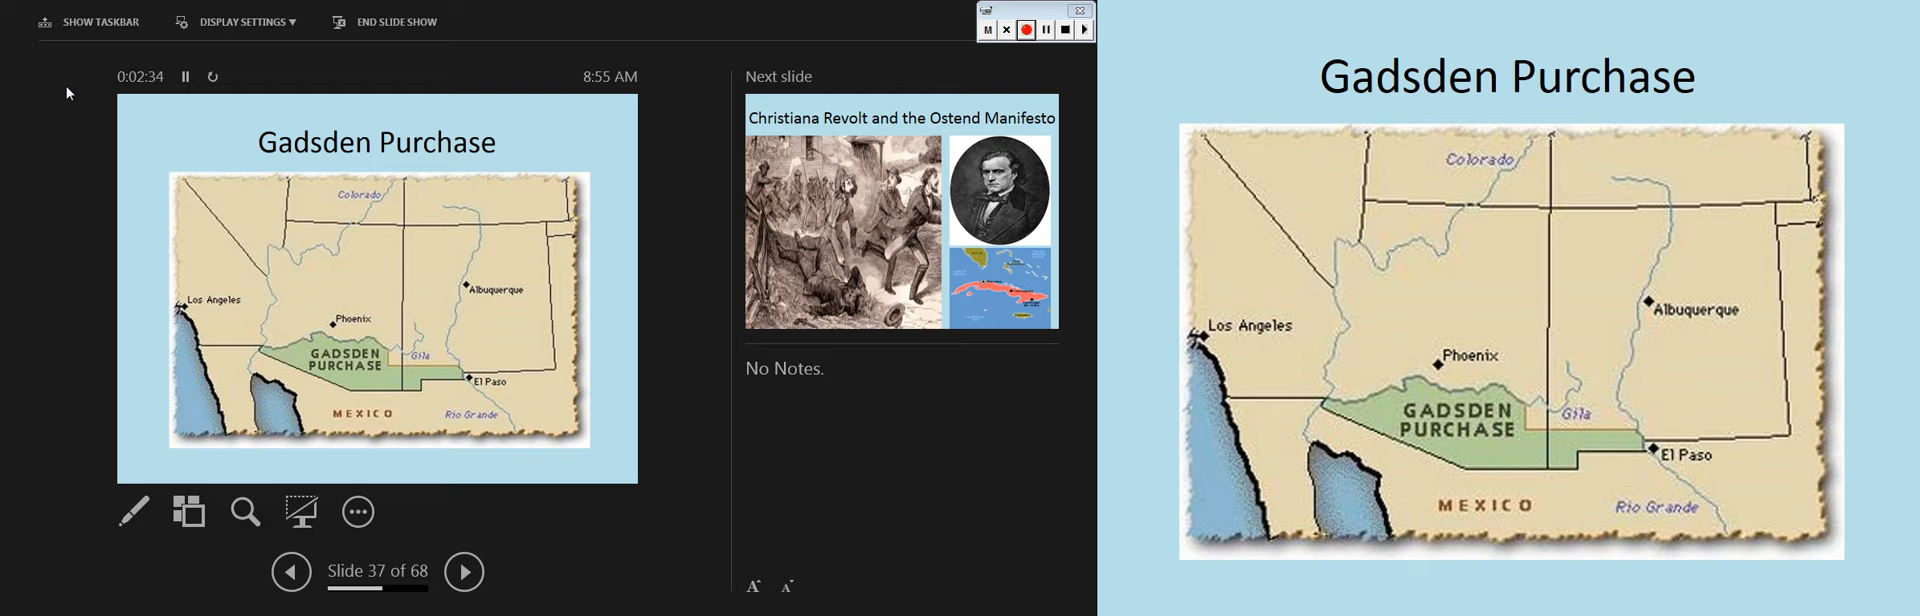 SHOW TASKBAR
DISPLAY SETTINGS ▼
END SLIDE SHOW
M
0:02:34
8:55 AM
Gadsden Purchase
Colorado
Los Angeles
Albuquerque
Phoenix
GADSDEN
PURCHASE
Gila
El Paso
MEXICO
Rio Grande
Slide 37 of 68
Next slide
Christiana Revolt and the Ostend Manifesto
No Notes.
A
A
Gadsden Purchase
Colorado
Los Angeles
Albuquerque
Phoenix
GADSDEN
PURCHASE
Gila
El Paso
MEXICO
Rio Grande